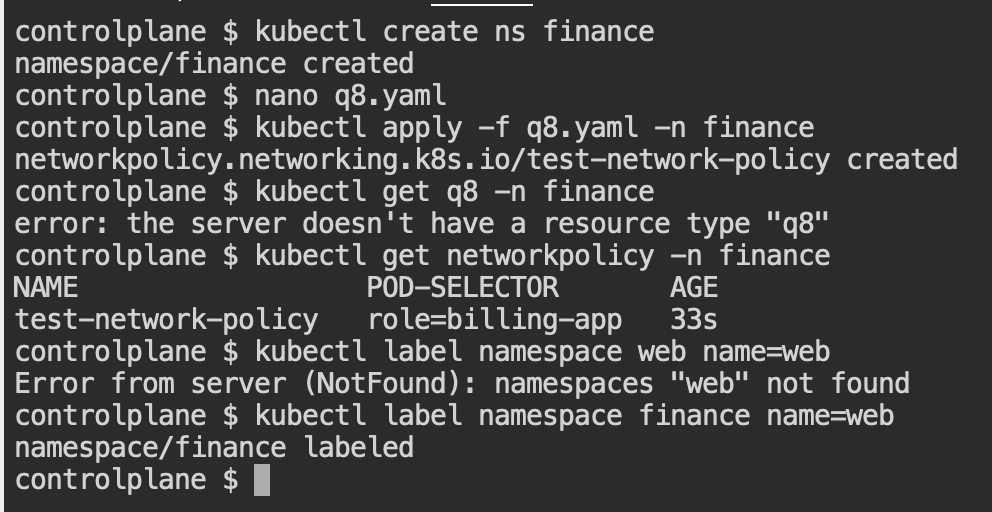 controlplane $ kubectl create ns finance
namespace/finance created
controlplane $ nano q8.yaml
controlplane $ kubectl apply -f q8.yaml -n finance
networkpolicy.networking.k8s.io/test-network-policy created
controlplane $ kubectl get q8 -n finance
error: the server doesn't have a resource type "q8"
controlplane $ kubectl get networkpolicy -n finance
NAME                  POD-SELECTOR       AGE
test-network-policy   role=billing-app   33s
controlplane $ kubectl label namespace web name=web
Error from server (NotFound): namespaces "web" not found
controlplane $ kubectl label namespace finance name=web
namespace/finance labeled
controlplane $